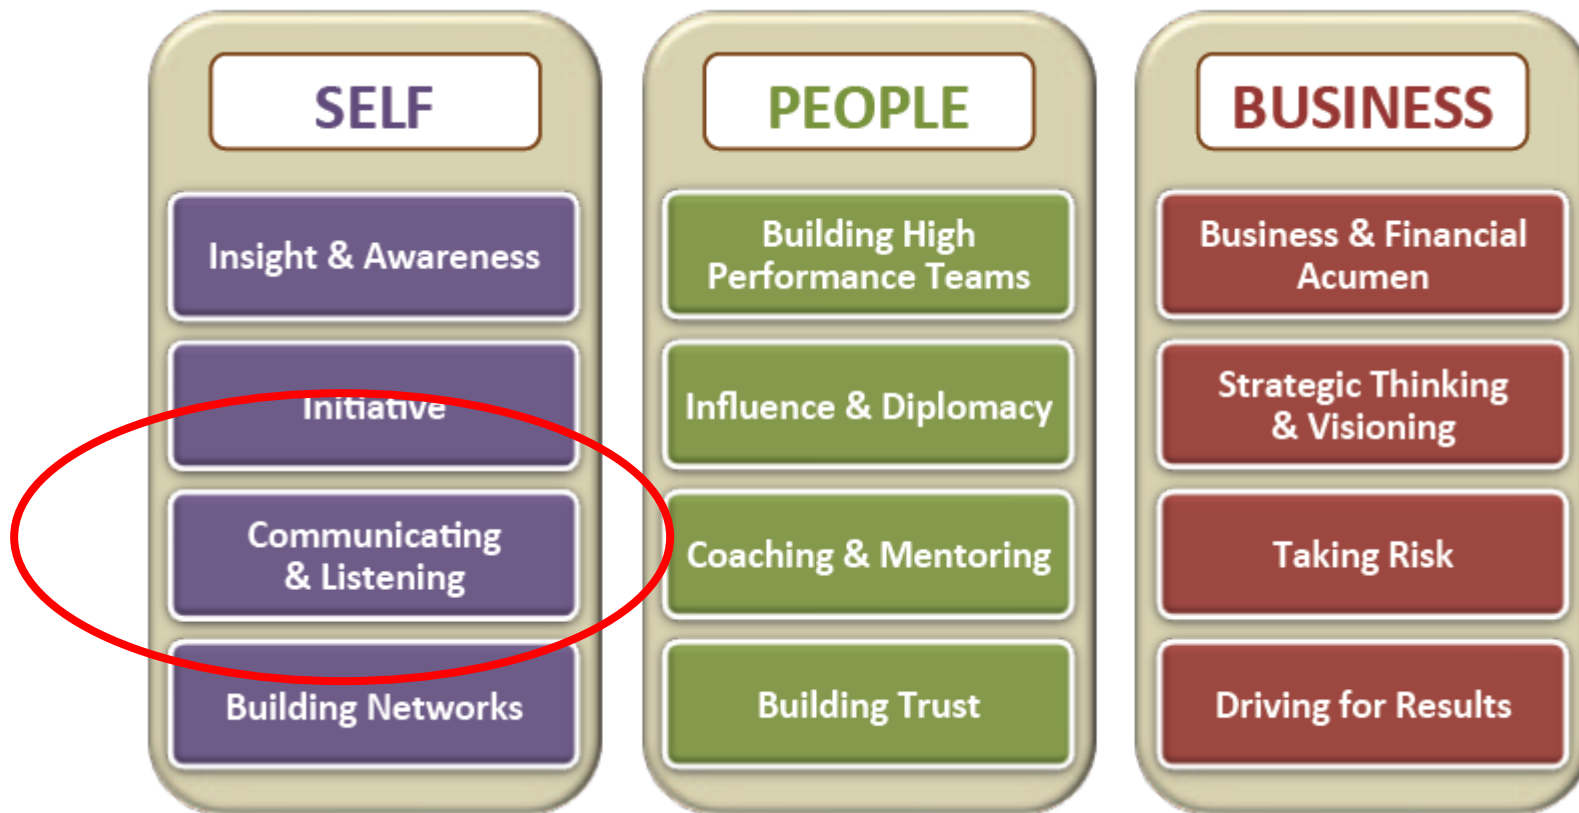 SELF
Insight & Awareness
Initiative
Communicating
& Listening
Building Networks
PEOPLE
Building High
Performance Teams
Influence & Diplomacy
Coaching & Mentoring
Building Trust
BUSINESS
Business & Financial
Acumen
Strategic Thinking
& Visioning
Taking Risk
Driving for Results